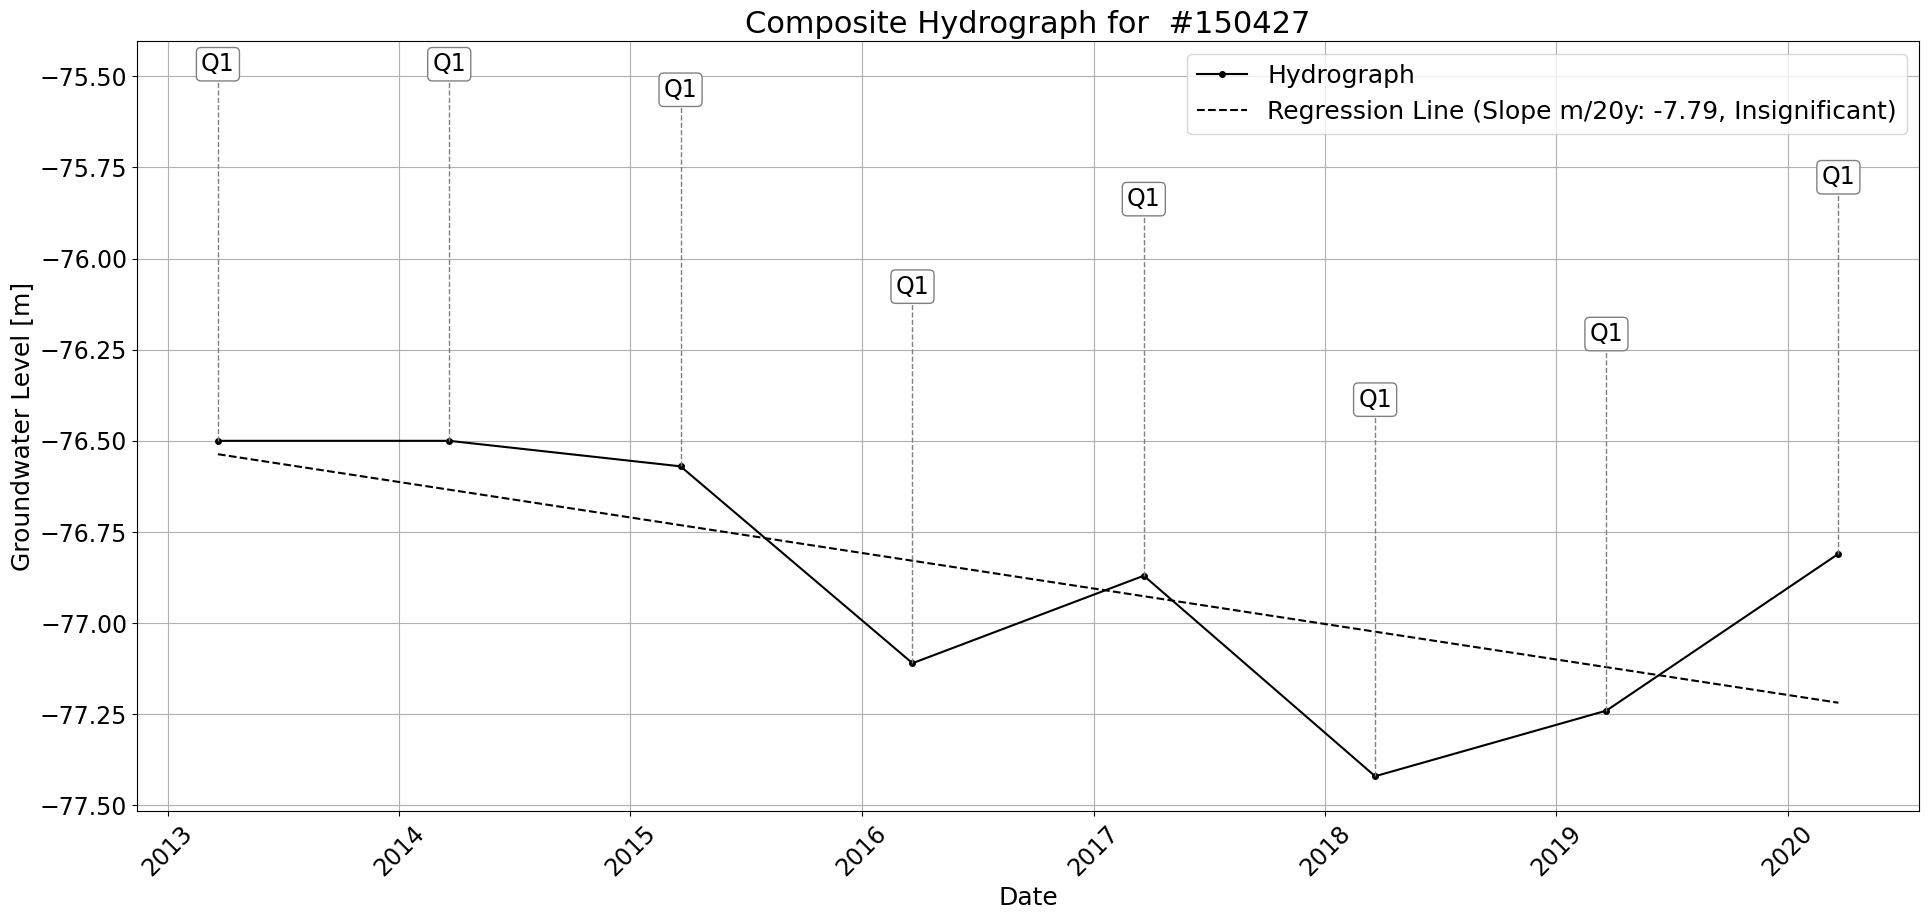 Composite Hydrograph for  #150427
Hydrograph
Regression Line (Slope m/20y: -7.79, Insignificant)
Q1
Q1
Q1
Q1
Q1
Q1
Q1
Q1
Groundwater Level [m]
−75.50
−75.75
−76.00
−76.25
−76.50
−76.75
−77.00
−77.25
−77.50
2013
2014
2015
2016
2017
2018
2019
2020
Date